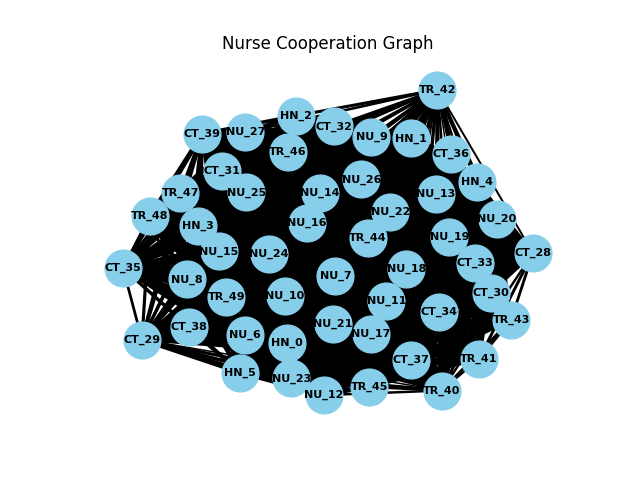 Nurse Cooperation Graph
TR_42
HN_2
CT_32
CT_39
NU_27
NU_9
HN_1
TR_46
CT_36
CT_31
NU_26
HN_4
TR_47
NU_25
NU_14
NU_13
TR_48
NU_22
NU_20
HN_3
NU_16
TR_44
NU_19
NU_15
NU_24
CT_28
CT_35
NU_18
CT_33
NU_8
NU_7
CT_30
TR_49
NU_10
NU_11
CT_34
TR_43
CT_38
NU_21
NU_6
NU_17
CT_29
HN_0
CT_37
TR_41
HN_5
NU_23
TR_45
TR_40
NU_12